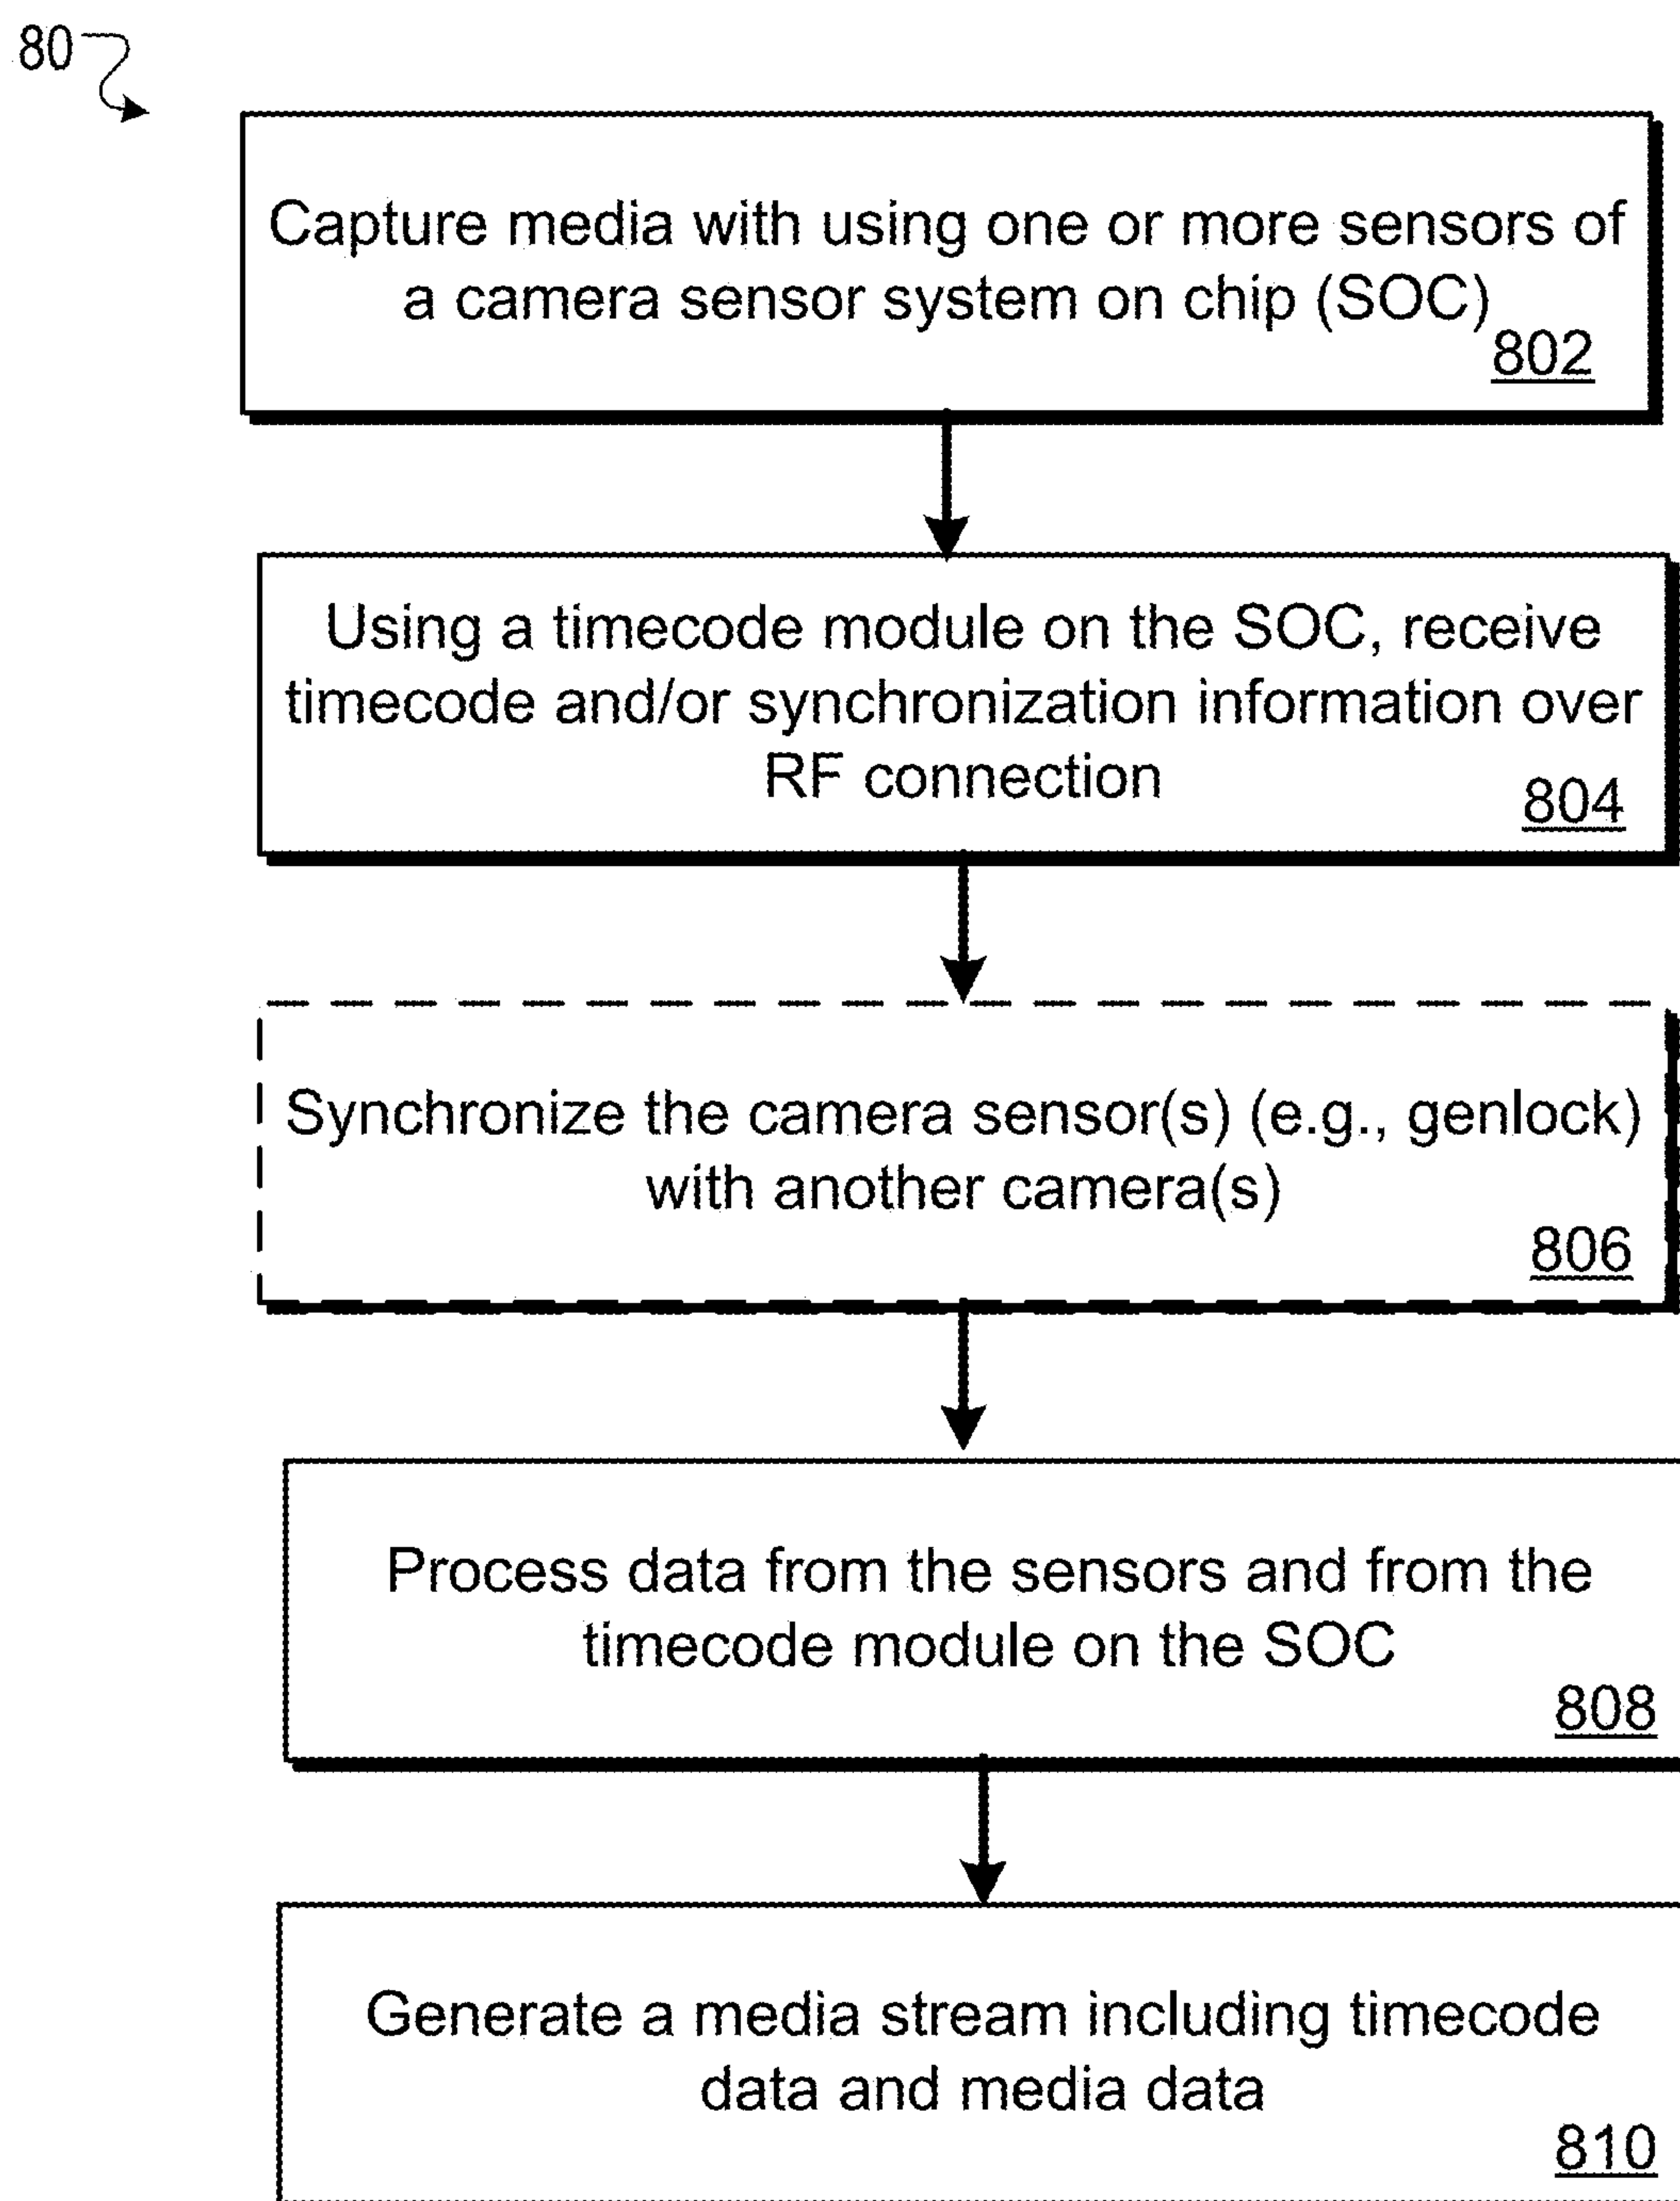 80
Capture media with using one or more sensors of
a camera sensor system on chip (SOC)
802
Using a timecode module on the SOC, receive
timecode and/or synchronization information over
RF connection
804
Synchronize the camera sensor(s) (e.g., genlock)
with another camera(s)
806
Process data from the sensors and from the
timecode module on the SOC
808
Generate a media stream including timecode
data and media data
810